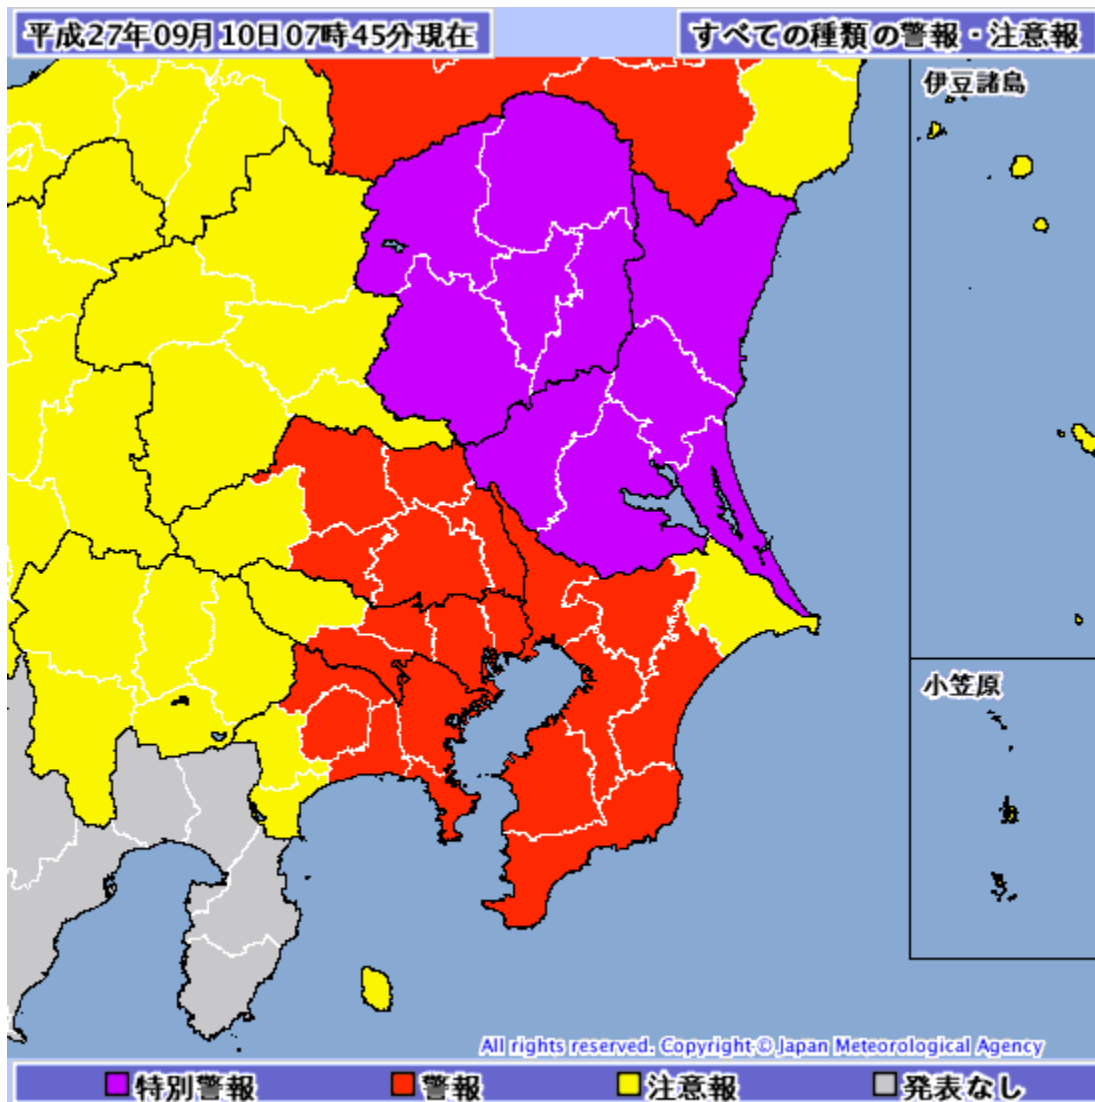 平成27年09月10日07時45分現在
すべての種類の警報・注意報
伊豆諸島
小笠原
All rights reserved. Copyright © Japan Meteorological Agency
特別警報 警報 注意報 発表なし